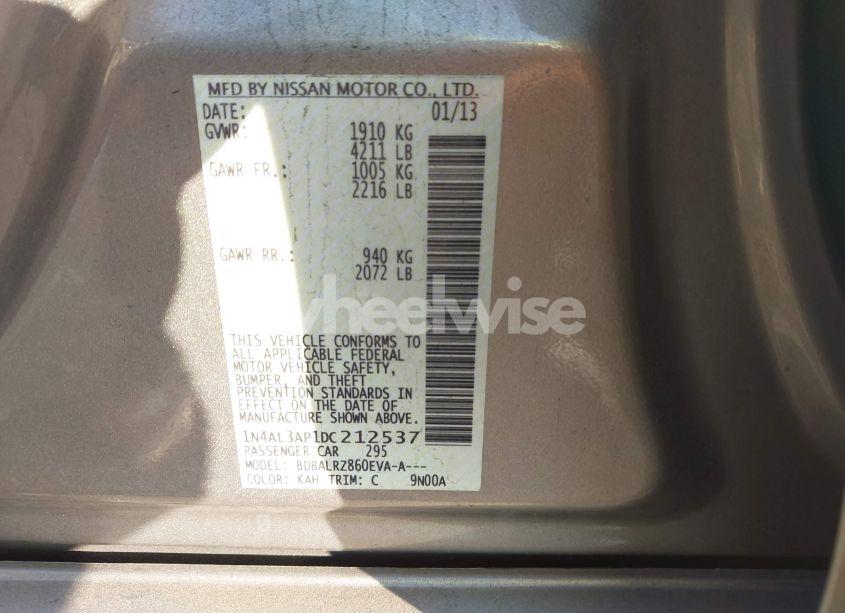 MFD BY NISSAN MOTOR CO., LTD.
DATE: 01/13
GVWR: 1910 KG
4211 LB
GAWR FR.: 1005 KG
2216 LB
GAWR RR.: 940 KG
2072 LB
wheelwise
THIS VEHICLE CONFORMS TO
ALL APPLICABLE FEDERAL
MOTOR VEHICLE SAFETY,
BUMPER, AND THEFT
PREVENTION STANDARDS IN
EFFECT ON THE DATE OF
MANUFACTURE SHOWN ABOVE.
1N4AL3AP1DC212537
PASSENGER CAR 295
MODEL: BDBALRZ860EVA-A---
COLOR: KAH TRIM: C 9N00A